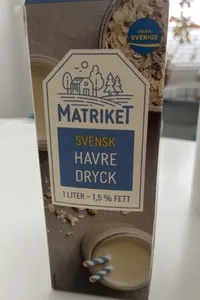 FRÅN
SVERIGE
MATRIKET
SVENSK
HAVRE
DRYCK
1 LITER – 1,5 % FETT